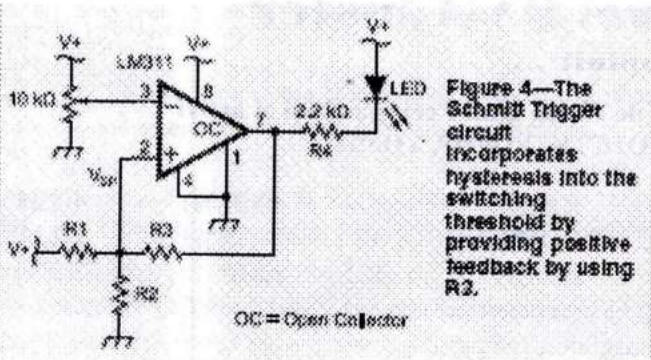 V+
V+
V+
LM311
10 kΩ
3
−
8
OC
7
2.2 kΩ
R4
LED
2
+
4
1
VSP
V+
R1
R3
R2
OC = Open Collector
Figure 4—The
Schmitt Trigger
circuit
incorporates
hysteresis into the
switching
threshold by
providing positive
feedback by using
R3.